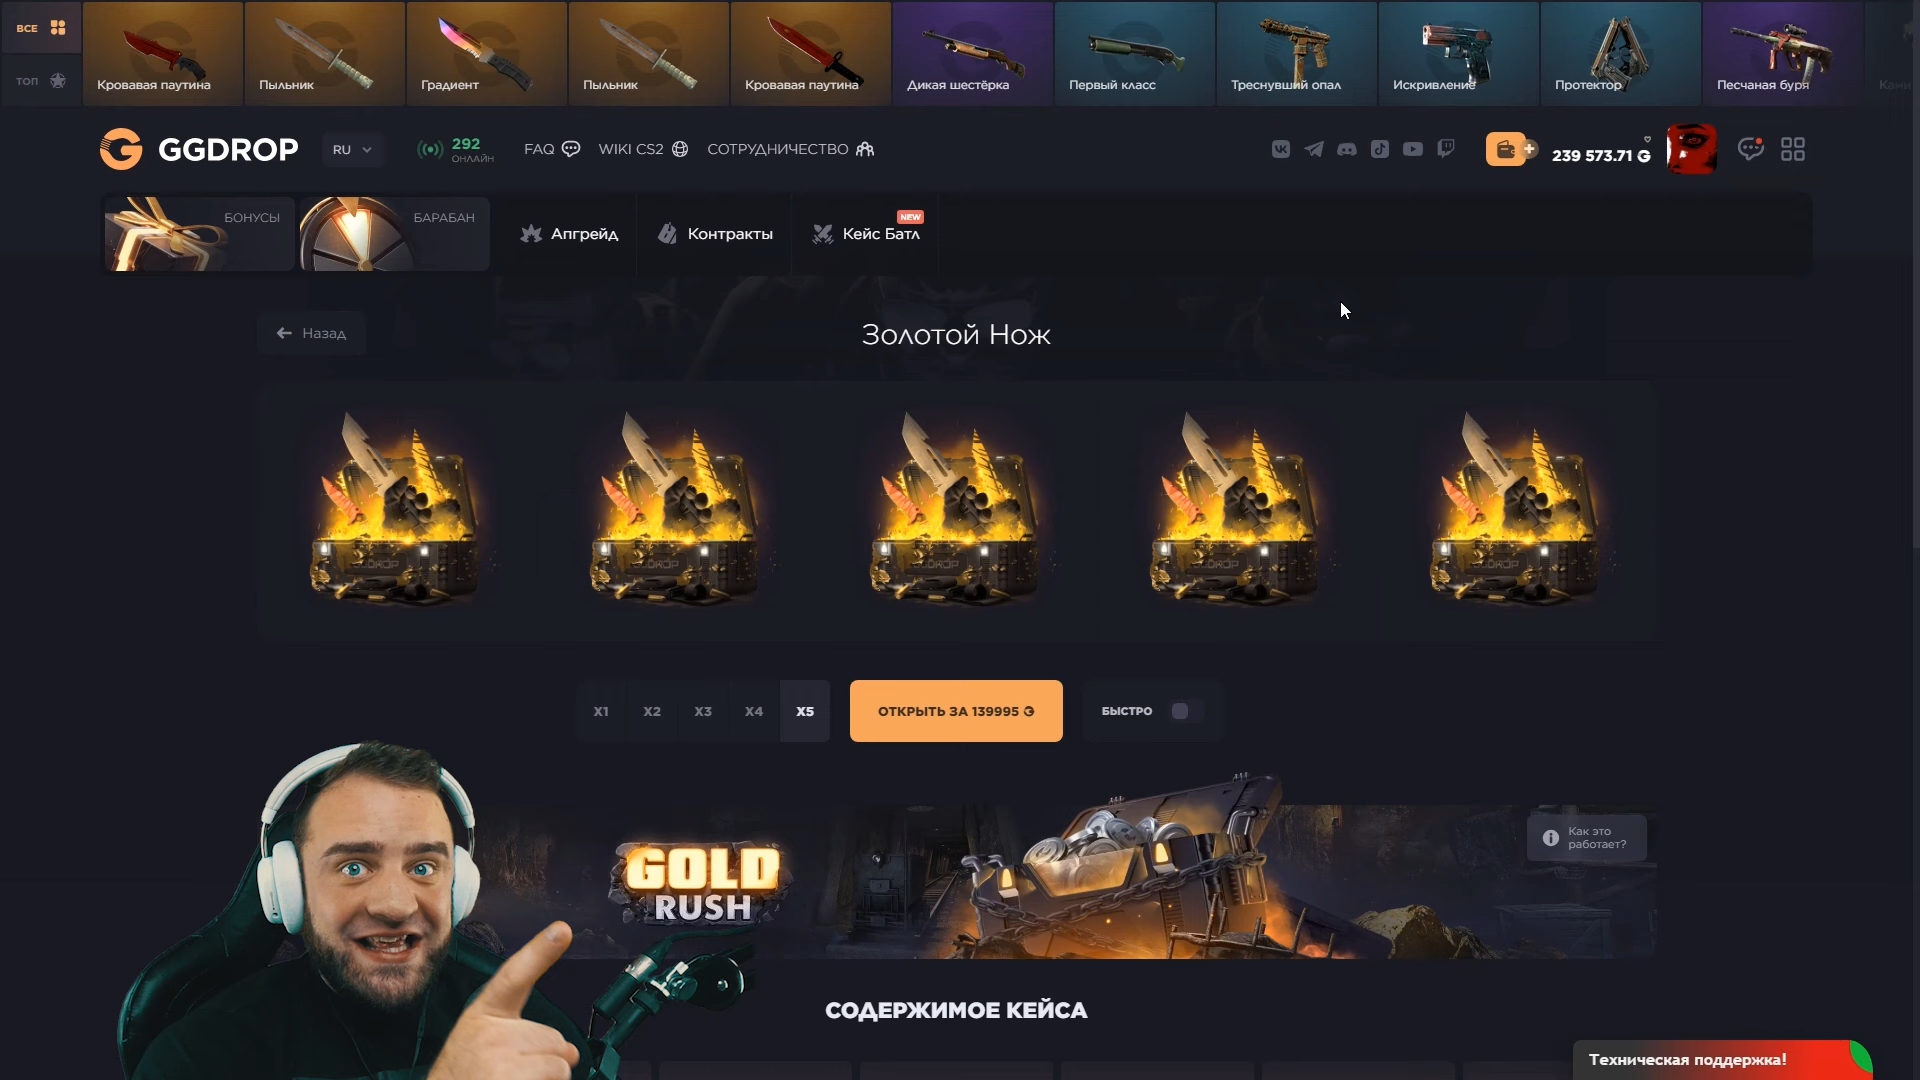 ВСЕ
ТОП
Кровавая паутина
Пыльник
Градиент
Пыльник
Кровавая паутина
Дикая шестёрка
Первый класс
Треснувший опал
Искривление
Протектор
Песчаная буря
GGDROP
RU
292
ОНЛАЙН
FAQ
WIKI CS2
СОТРУДНИЧЕСТВО
239 573.71
БОНУСЫ
БАРАБАН
Апгрейд
Контракты
Кейс Батл
NEW
Назад
Золотой Нож
X1
X2
X3
X4
X5
ОТКРЫТЬ ЗА 139995
БЫСТРО
GOLD
RUSH
Как это
работает?
СОДЕРЖИМОЕ КЕЙСА
Техническая поддержка!